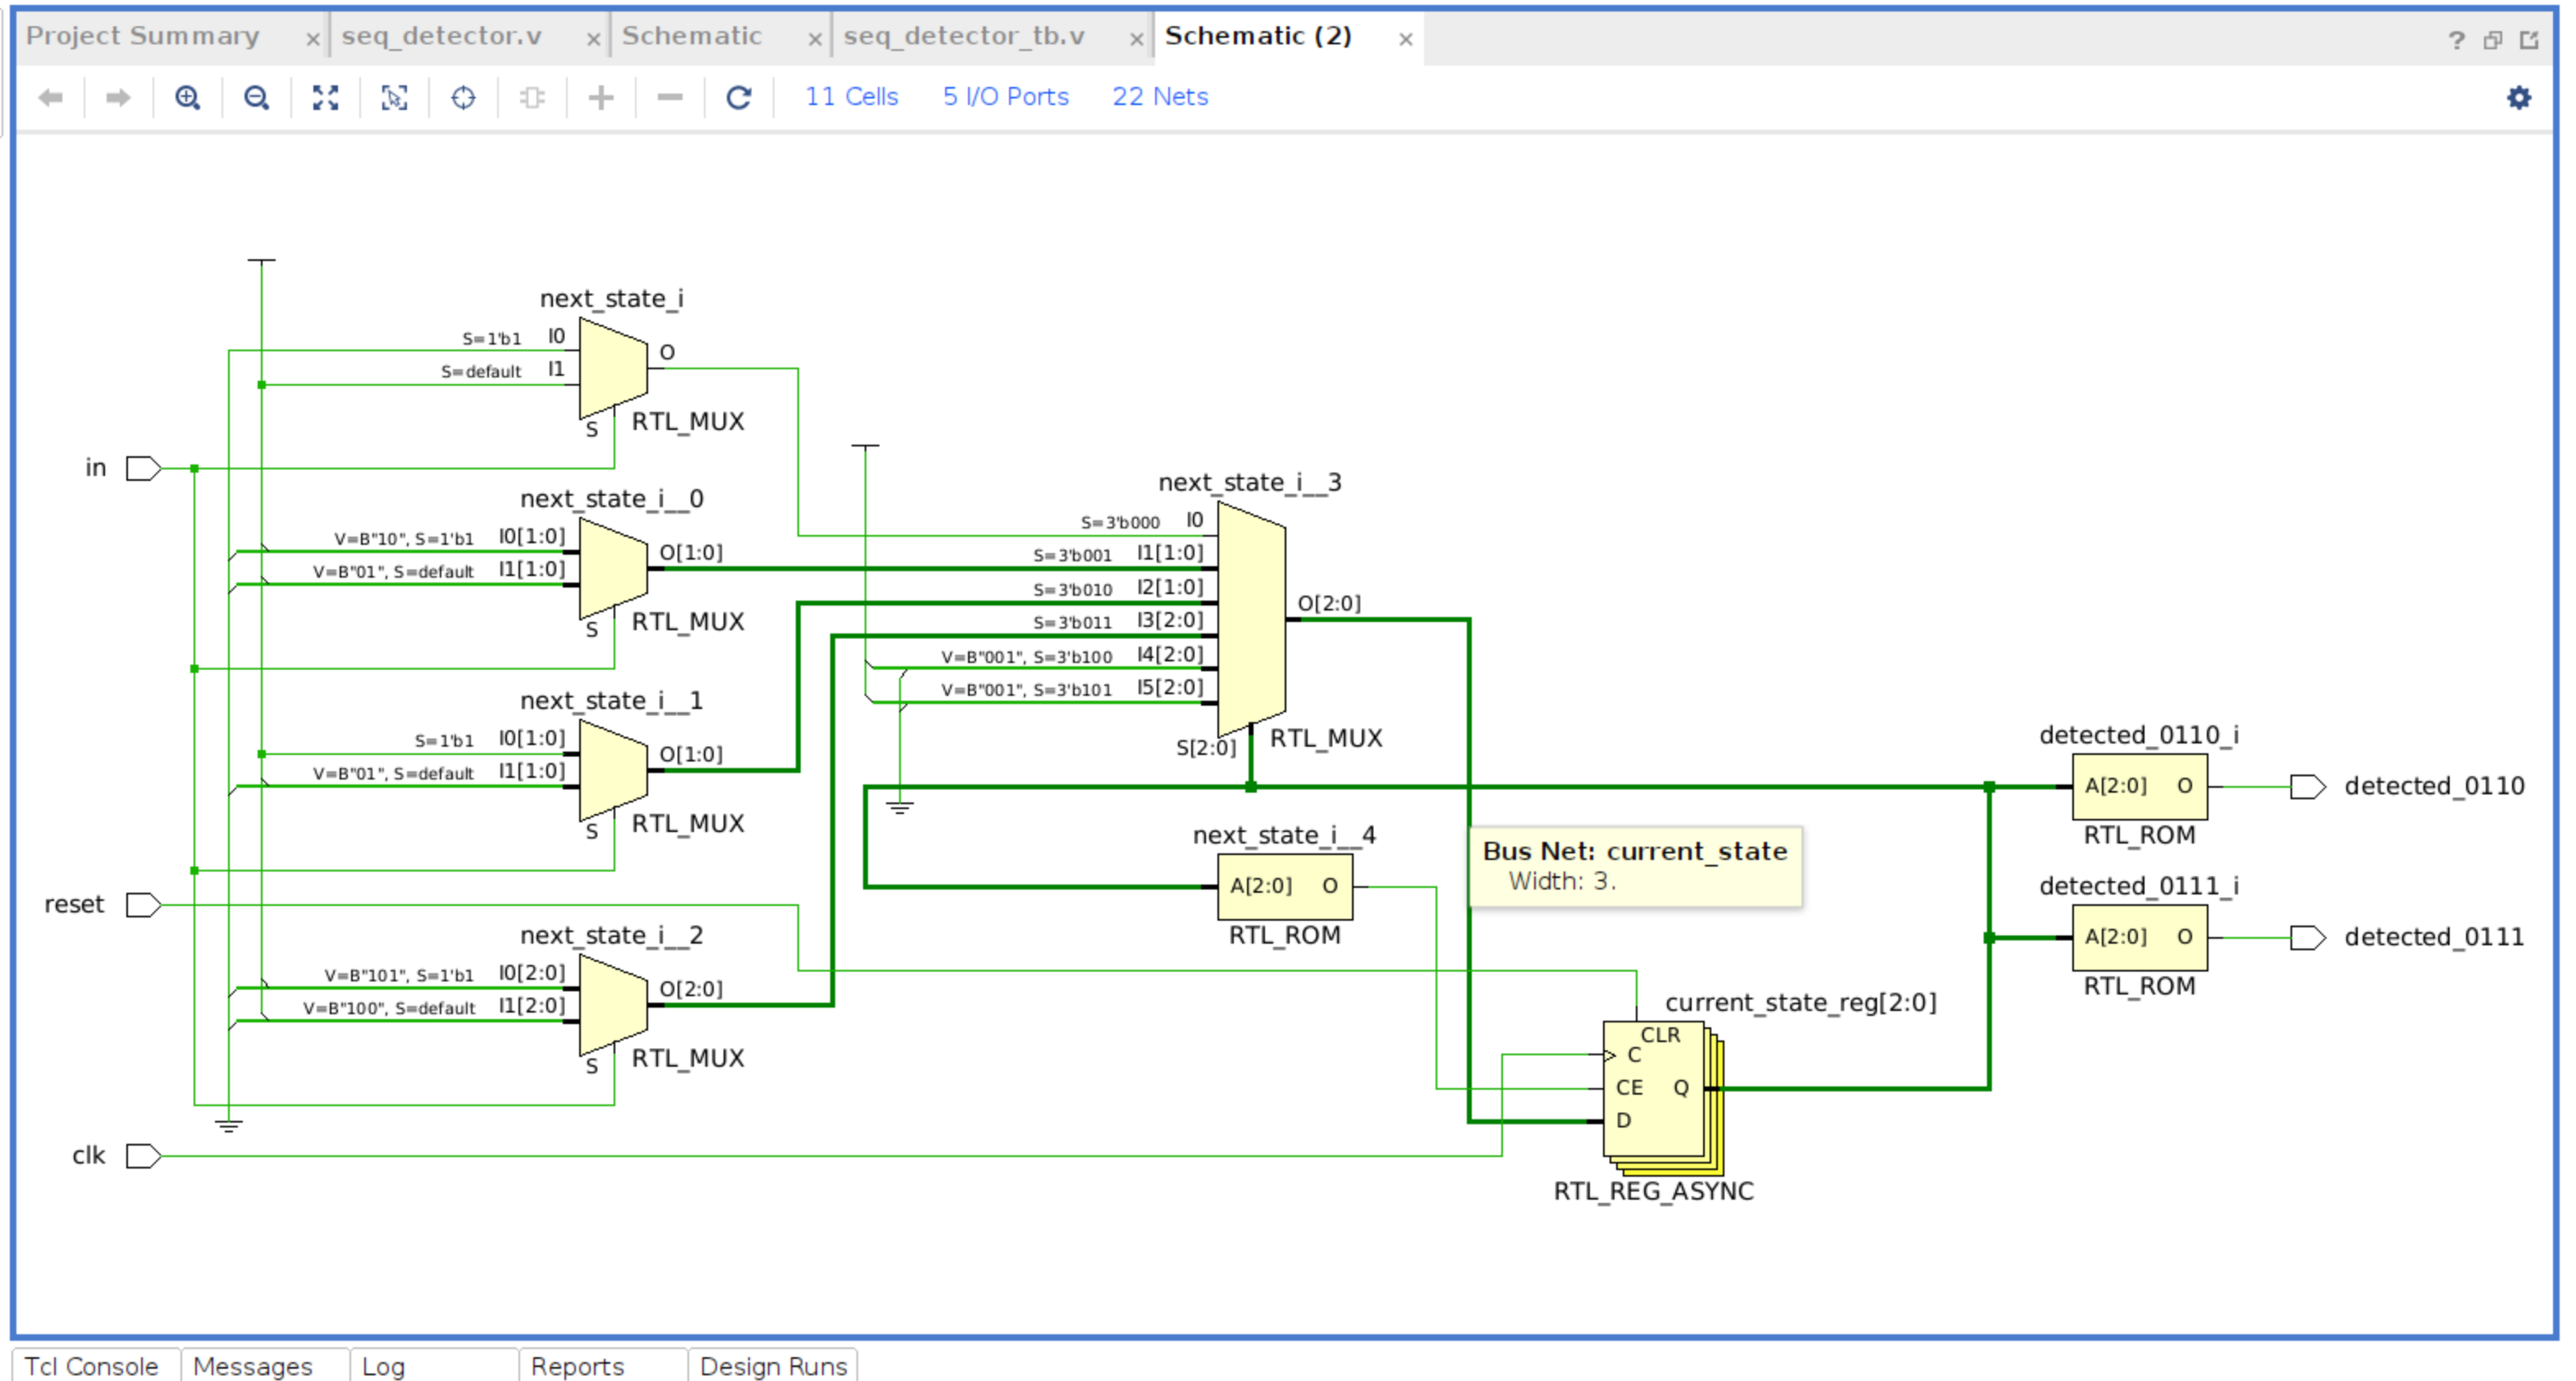 Project Summary × seq_detector.v × Schematic × seq_detector_tb.v × Schematic (2) × ?
11 Cells 5 I/O Ports 22 Nets
next_state_i
S=1'b1 I0
O
S=default I1
S
RTL_MUX
in
next_state_i__0
V=B"10", S=1'b1 I0[1:0]
O[1:0]
V=B"01", S=default I1[1:0]
S
RTL_MUX
next_state_i__1
S=1'b1 I0[1:0]
O[1:0]
V=B"01", S=default I1[1:0]
S
RTL_MUX
reset
next_state_i__2
V=B"101", S=1'b1 I0[2:0]
O[2:0]
V=B"100", S=default I1[2:0]
S
RTL_MUX
clk
next_state_i__3
S=3'b000 I0
S=3'b001 I1[1:0]
S=3'b010 I2[1:0]
O[2:0]
S=3'b011 I3[2:0]
V=B"001", S=3'b100 I4[2:0]
V=B"001", S=3'b101 I5[2:0]
S[2:0]
RTL_MUX
next_state_i__4
A[2:0] O
RTL_ROM
Bus Net: current_state
Width: 3.
current_state_reg[2:0]
CLR
C
CE Q
D
RTL_REG_ASYNC
detected_0110_i
A[2:0] O
detected_0110
RTL_ROM
detected_0111_i
A[2:0] O
detected_0111
RTL_ROM
Tcl Console Messages Log Reports Design Runs